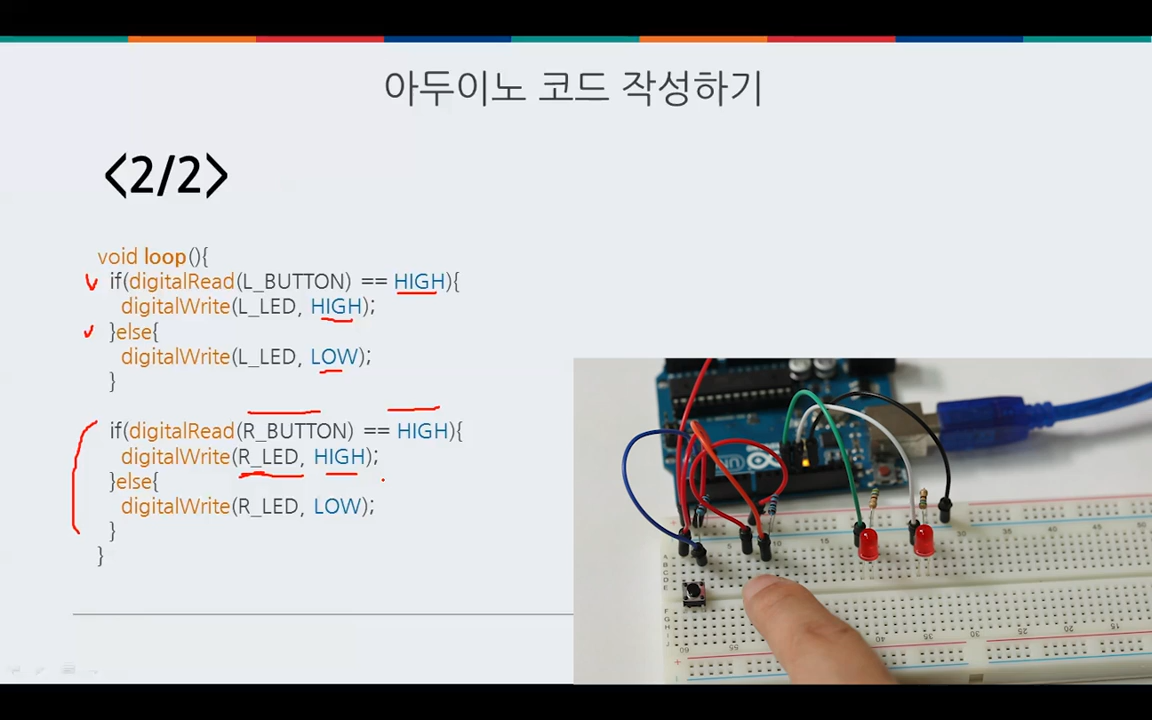 아두이노 코드 작성하기
<2/2>
void loop(){
if(digitalRead(L_BUTTON) == HIGH){
digitalWrite(L_LED, HIGH);
}else{
digitalWrite(L_LED, LOW);
}
if(digitalRead(R_BUTTON) == HIGH){
digitalWrite(R_LED, HIGH);
}else{
digitalWrite(R_LED, LOW);
}
}